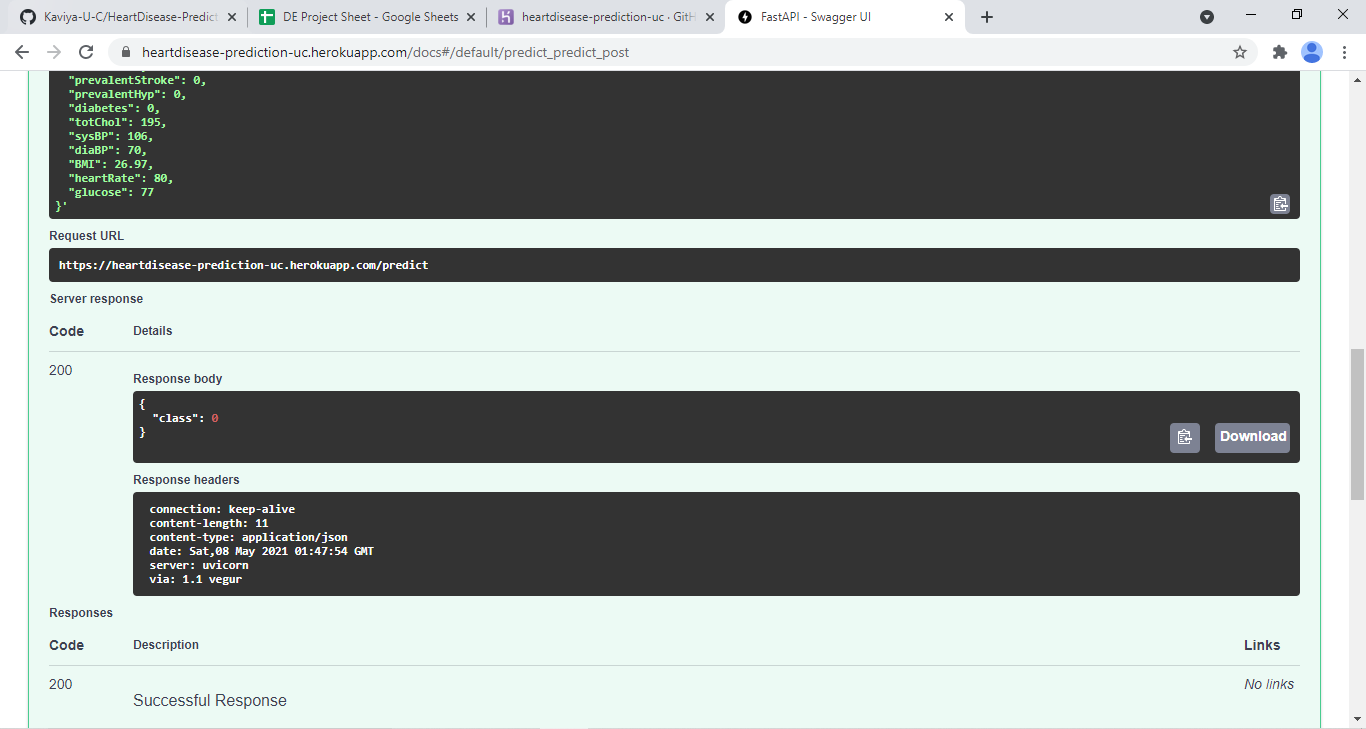 Kaviya-U-C/HeartDisease-Predict
DE Project Sheet - Google Sheets
heartdisease-prediction-uc · GitH
FastAPI - Swagger UI
heartdisease-prediction-uc.herokuapp.com/docs#/default/predict_predict_post
"prevalentStroke": 0,
"prevalentHyp": 0,
"diabetes": 0,
"totChol": 195,
"sysBP": 106,
"diaBP": 70,
"BMI": 26.97,
"heartRate": 80,
"glucose": 77
}'
Request URL
https://heartdisease-prediction-uc.herokuapp.com/predict
Server response
Code Details
200
Response body
{
"class": 0
}
Download
Response headers
connection: keep-alive
content-length: 11
content-type: application/json
date: Sat,08 May 2021 01:47:54 GMT
server: uvicorn
via: 1.1 vegur
Responses
Code Description Links
200 No links
Successful Response